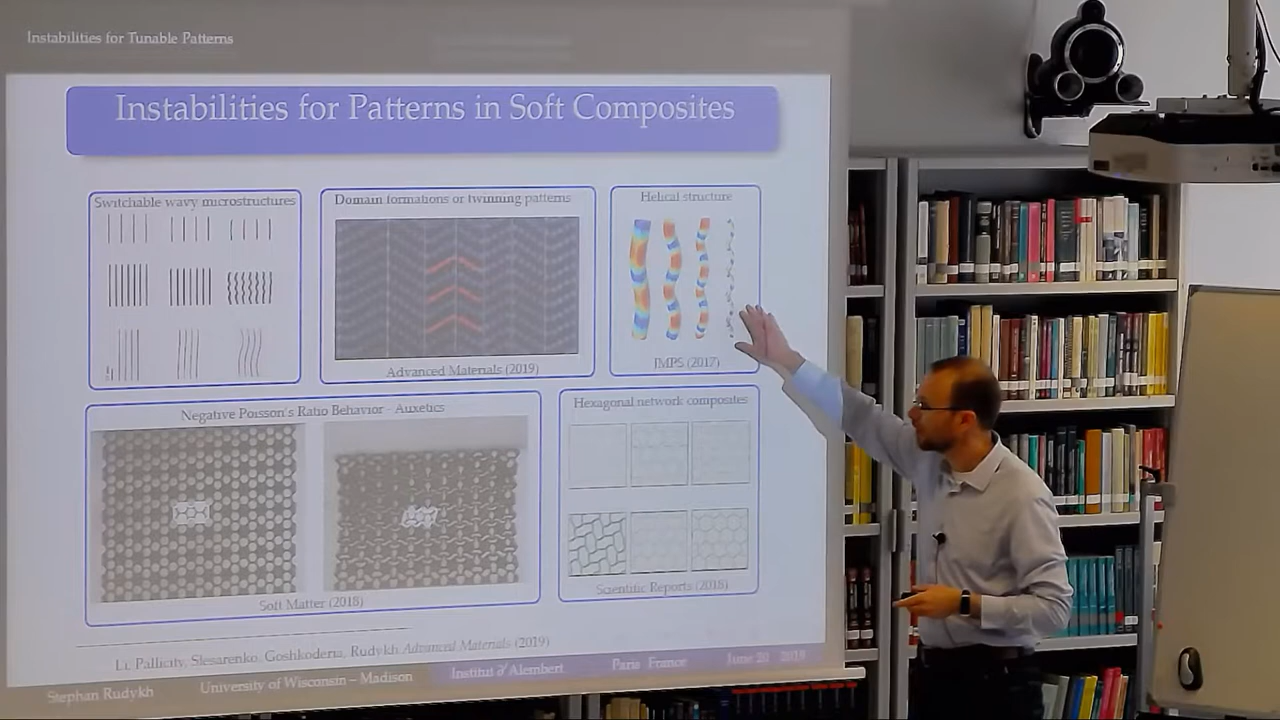 Instabilities for Tunable Patterns
Instabilities for Patterns in Soft Composites
Switchable wavy microstructures
Domain formations or twinning patterns
Helical structure
Advanced Materials (2019)
JMPS (2017)
Negative Poisson's Ratio Behavior - Auxetics
Hexagonal network composites
Soft Matter (2018)
Scientific Reports (2018)
Li, Slesarenko, Goshkoderia, Rudykh Advanced Materials (2019)
Stephan Rudykh University of Wisconsin – Madison Institut d'Alembert Paris France June 20 2019